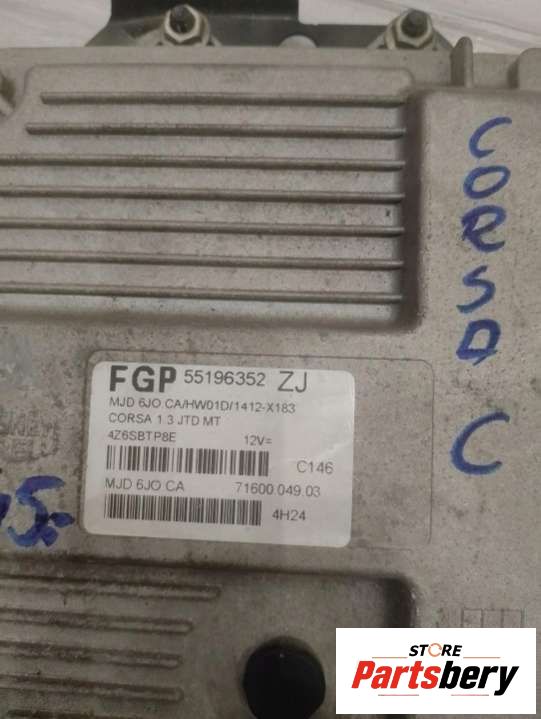 CORSA
C
FGP 55196352 ZJ
MJD 6JO CA/HW01D/1412-X183
CORSA 1.3 JTD MT
4Z6SBTP8E 12V=
C146
MJD 6JO CA 71600.049.03
4H24
STORE
Partsbery